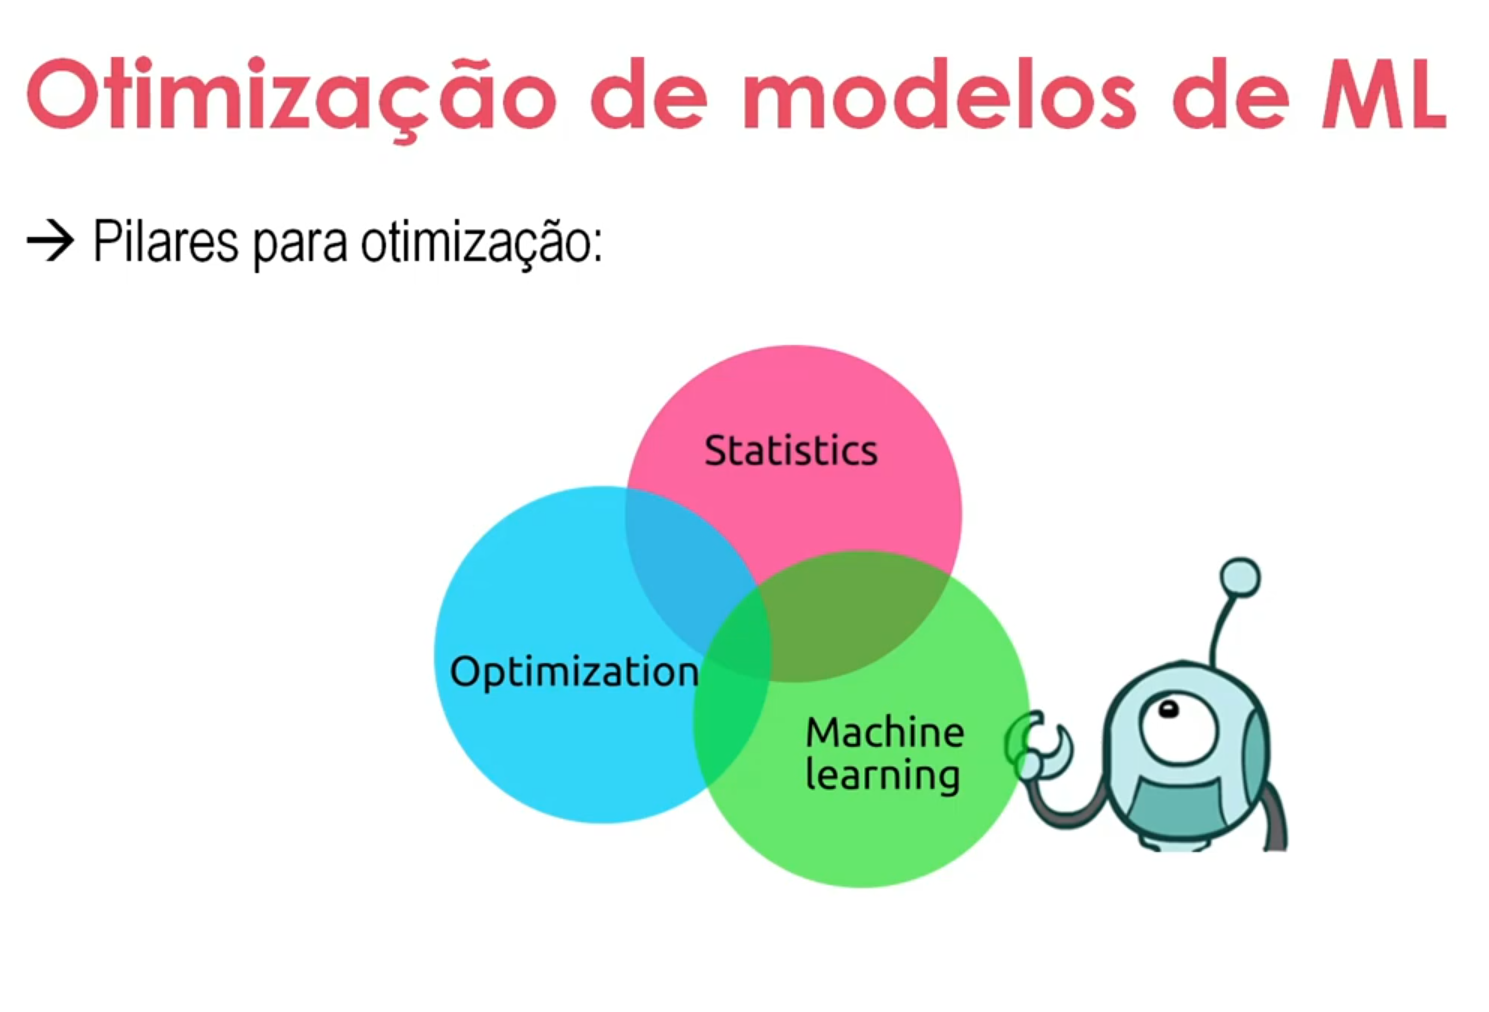 Otimização de modelos de ML
→ Pilares para otimização:
Statistics
Optimization
Machine
learning